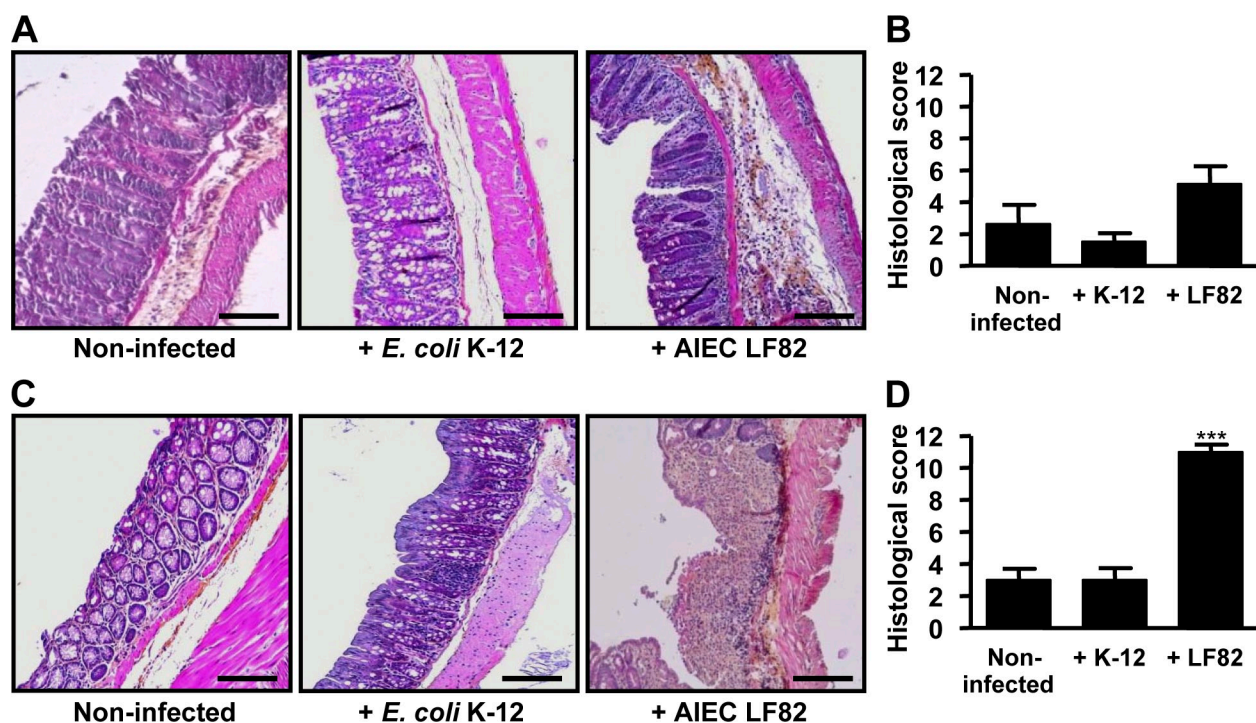 A
B
Non-infected
+ E. coli K-12
+ AIEC LF82
Histological score
12
10
8
6
4
2
0
Non-
infected
+ K-12
+ LF82
C
D
Non-infected
+ E. coli K-12
+ AIEC LF82
Histological score
12
10
8
6
4
2
0
***
Non-
infected
+ K-12
+ LF82